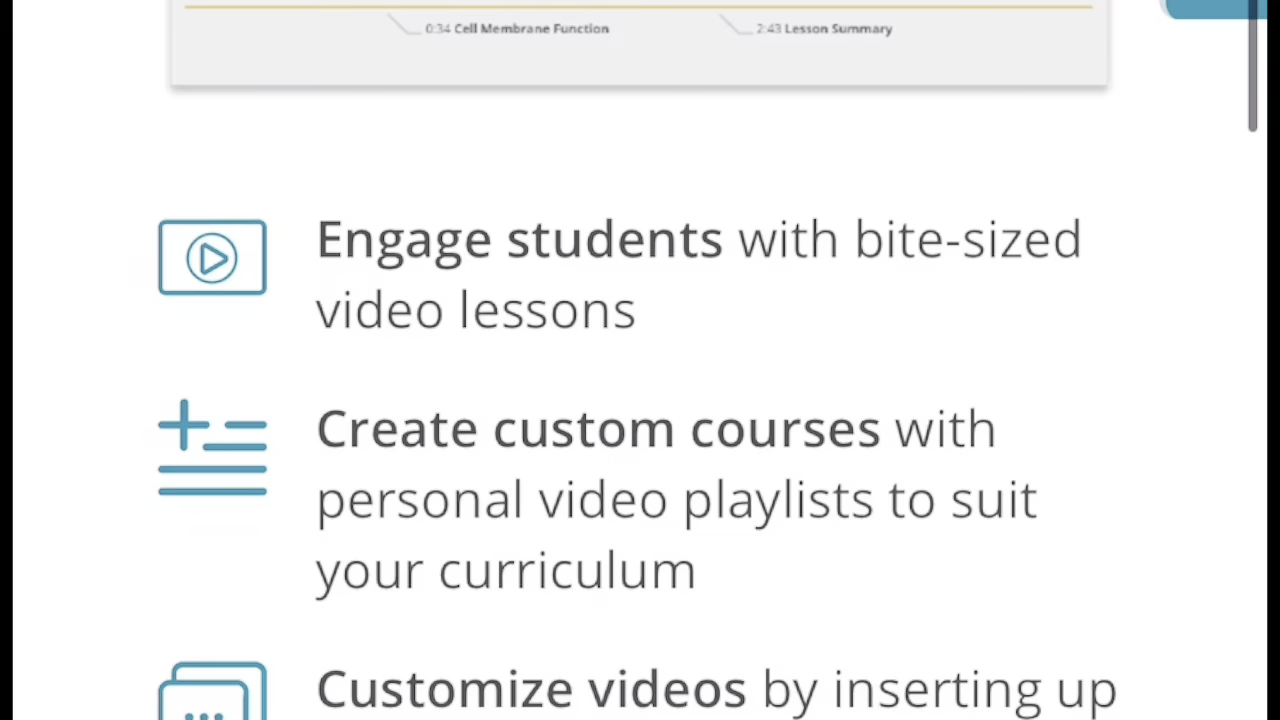 0:34 Cell Membrane Function 2:43 Lesson Summary
Engage students with bite-sized
video lessons
Create custom courses with
personal video playlists to suit
your curriculum
Customize videos by inserting up